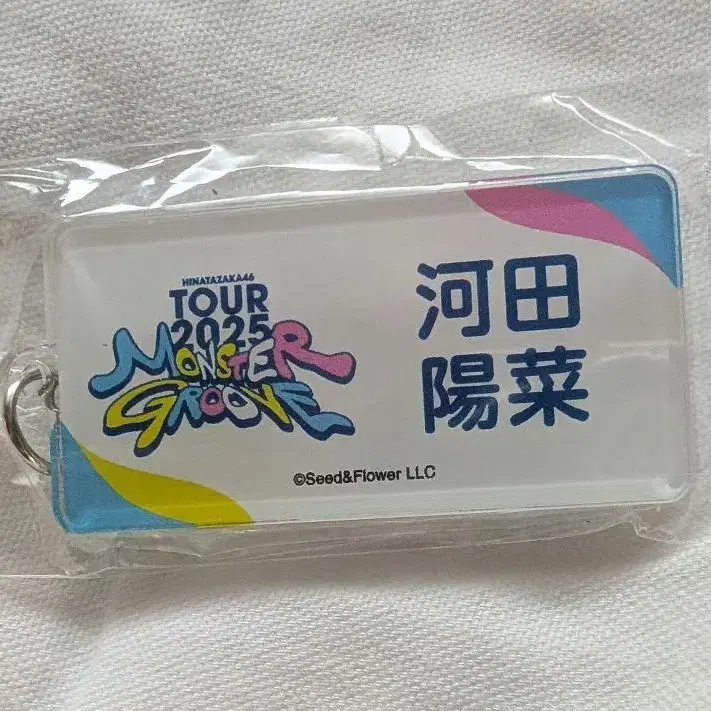 HINATAZAKA46
TOUR
2025
MONSTER
GROOVE
河田
陽菜
©Seed&Flower LLC